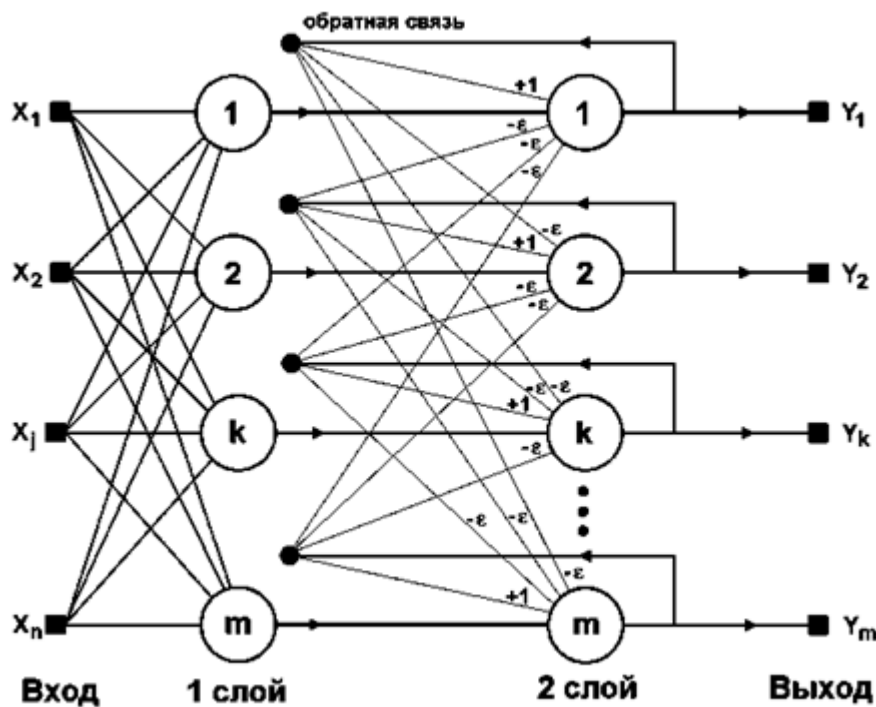 обратная связь
X1 1 +1 1 Y1
-ε
-ε
-ε
-ε
X2 2 +1 2 Y2
-ε
-ε
-ε -ε
+1
Xj k k Yk
-ε
-ε -ε
-ε
+1
Xn m m Ym
Вход 1 слой 2 слой Выход